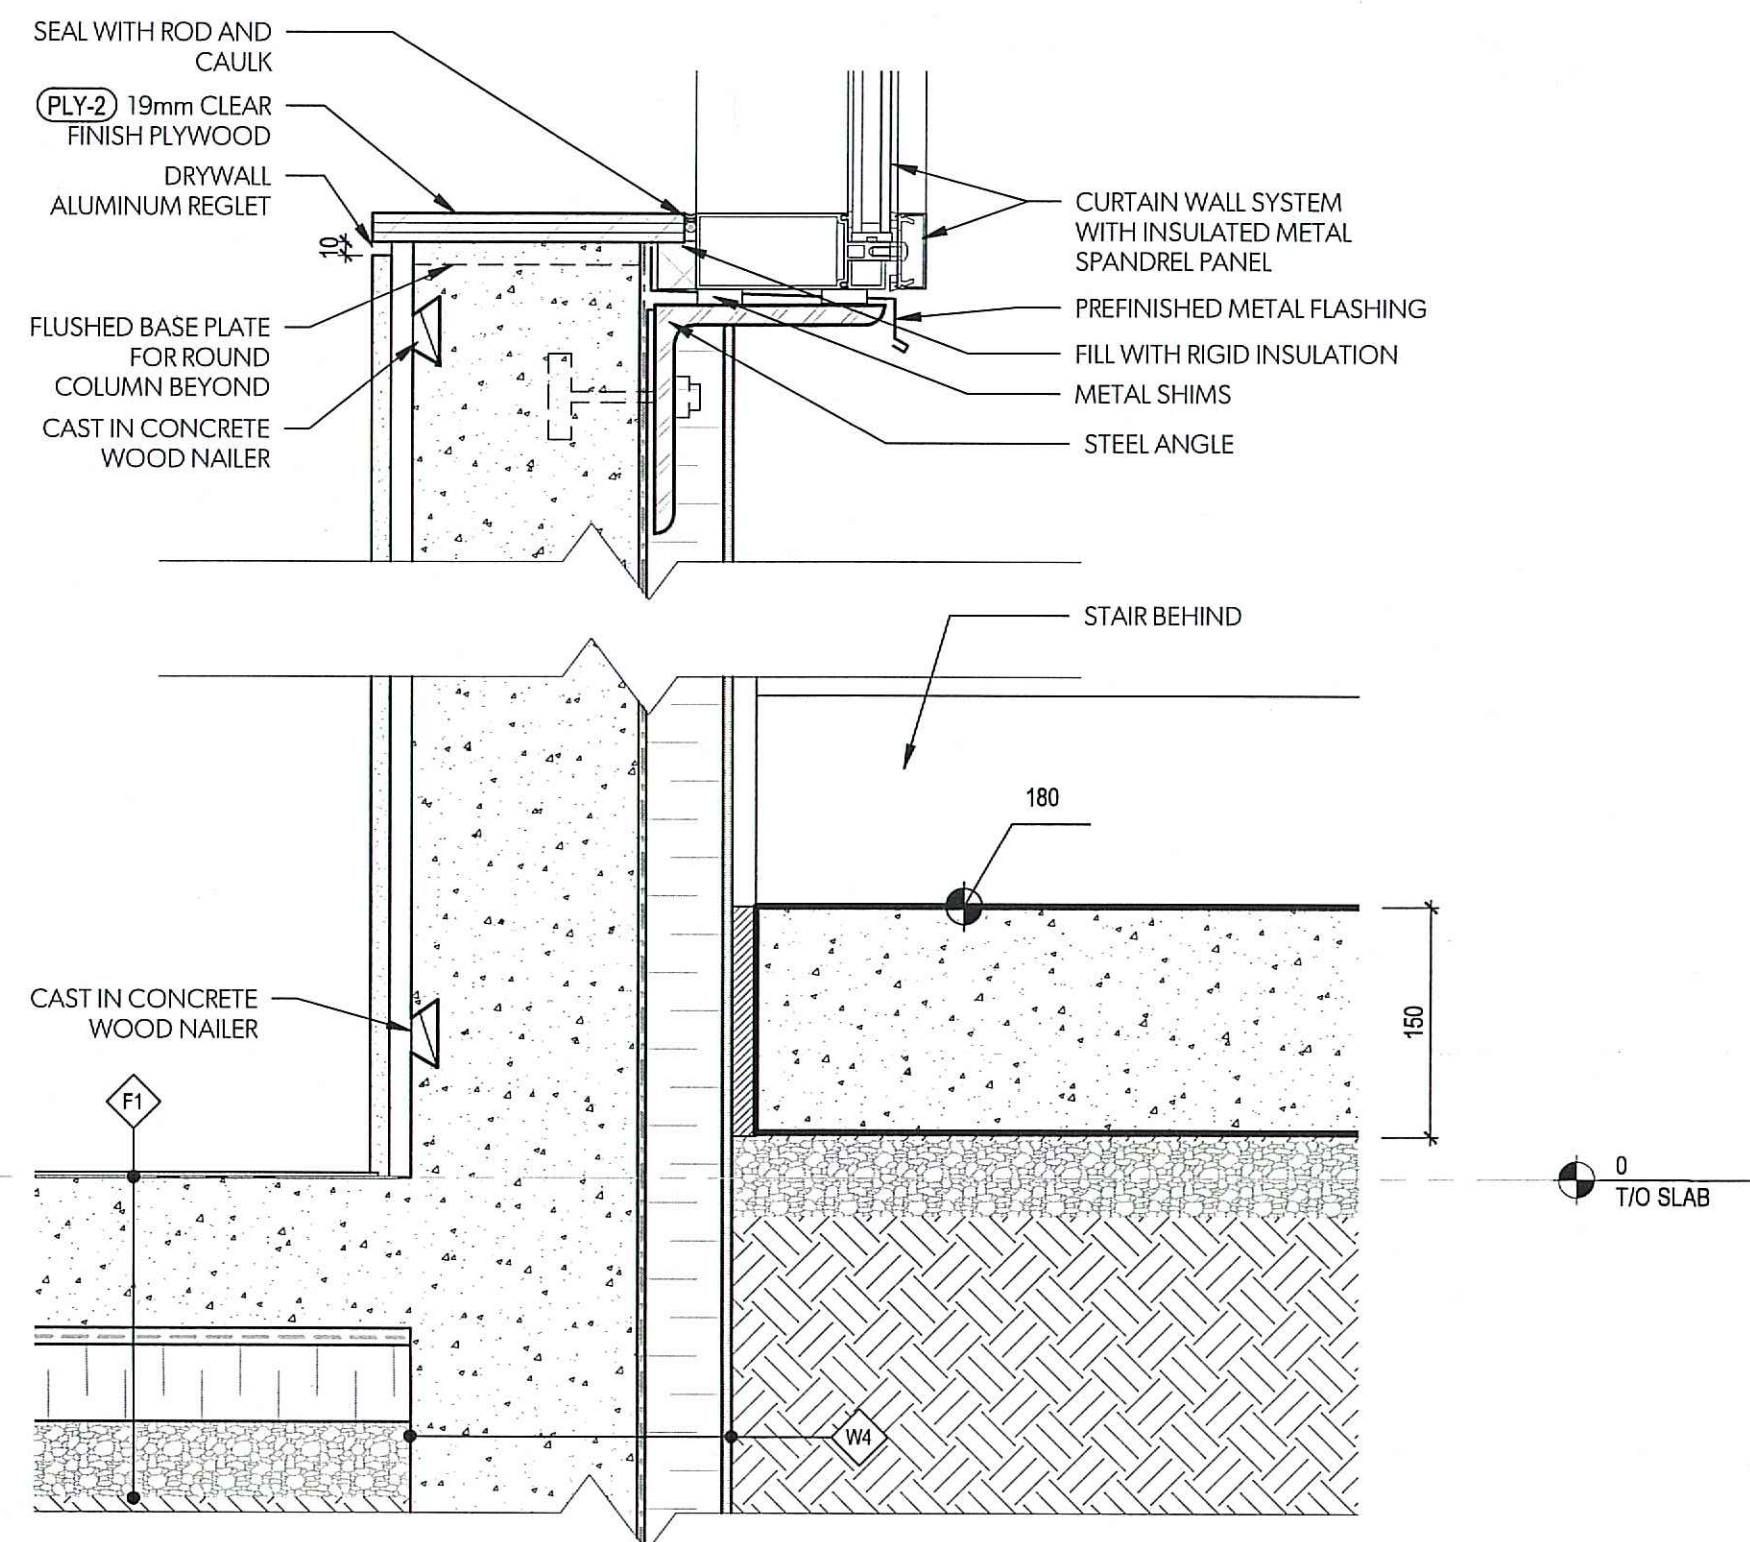 SEAL WITH ROD AND
CAULK
PLY-2 19mm CLEAR
FINISH PLYWOOD
DRYWALL
ALUMINUM REGLET
10
FLUSHED BASE PLATE
FOR ROUND
COLUMN BEYOND
CAST IN CONCRETE
WOOD NAILER
CURTAIN WALL SYSTEM
WITH INSULATED METAL
SPANDREL PANEL
PREFINISHED METAL FLASHING
FILL WITH RIGID INSULATION
METAL SHIMS
STEEL ANGLE
STAIR BEHIND
180
CAST IN CONCRETE
WOOD NAILER
150
F1
0
T/O SLAB
W4